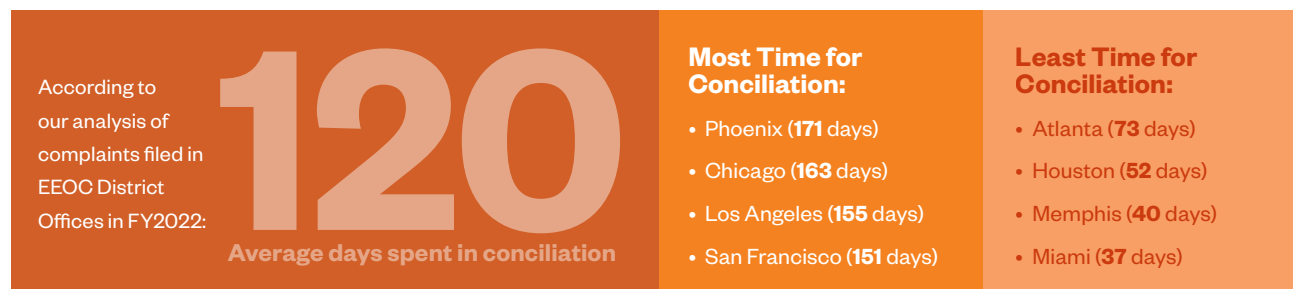 According to
our analysis of
complaints filed in
EEOC District
Offices in FY2022:
120
Average days spent in conciliation
Most Time for
Conciliation:
• Phoenix (171 days)
• Chicago (163 days)
• Los Angeles (155 days)
• San Francisco (151 days)
Least Time for
Conciliation:
• Atlanta (73 days)
• Houston (52 days)
• Memphis (40 days)
• Miami (37 days)